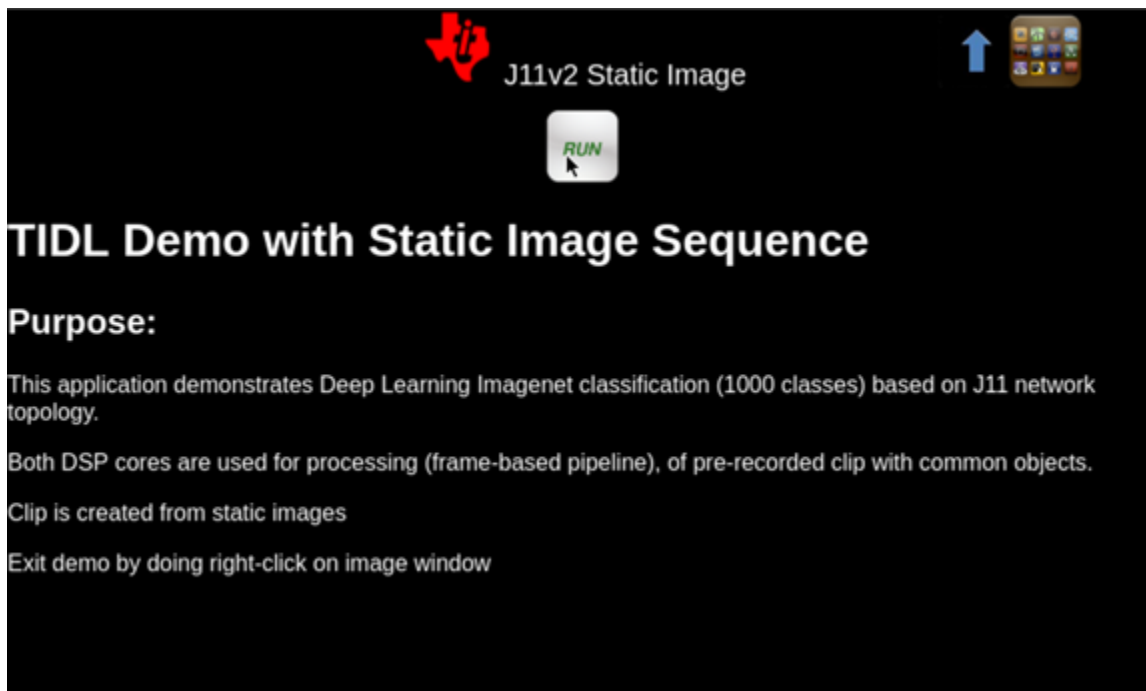 J11v2 Static Image
RUN
TIDL Demo with Static Image Sequence
Purpose:
This application demonstrates Deep Learning Imagenet classification (1000 classes) based on J11 network
topology.
Both DSP cores are used for processing (frame-based pipeline), of pre-recorded clip with common objects.
Clip is created from static images
Exit demo by doing right-click on image window